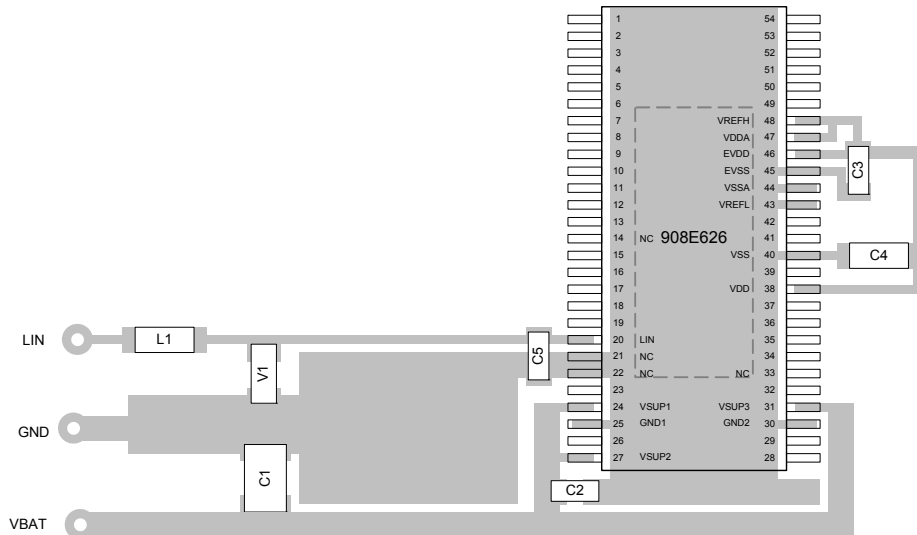 1 54
2 53
3 52
4 51
5 50
6 49
7 VREFH 48
8 VDDA 47
9 EVDD 46
10 EVSS 45
11 VSSA 44
12 VREFL 43
13 42
14 NC 908E626 41
15 VSS 40
16 39
17 VDD 38
18 37
19 36
20 LIN 35
21 NC 34
22 NC NC 33
23 32
24 VSUP1 VSUP3 31
25 GND1 GND2 30
26 29
27 VSUP2 28
C3
C4
LIN
L1
V1
C5
GND
C1
C2
VBAT